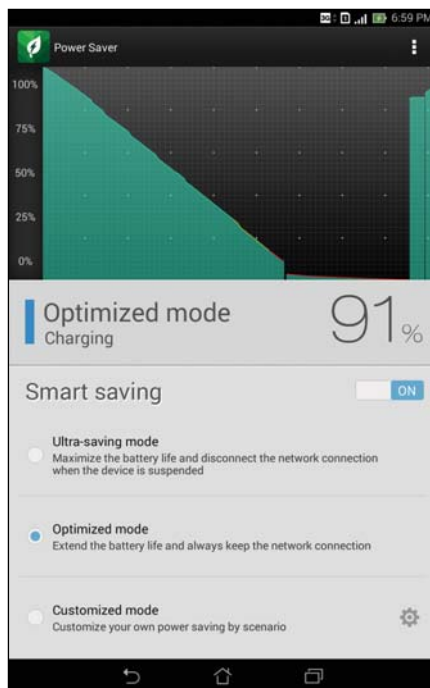 3G 1 6:59 PM
Power Saver
100%
75%
50%
25%
0%
Optimized mode
Charging
91%
Smart saving
ON
Ultra-saving mode
Maximize the battery life and disconnect the network connection
when the device is suspended
Optimized mode
Extend the battery life and always keep the network connection
Customized mode
Customize your own power saving by scenario